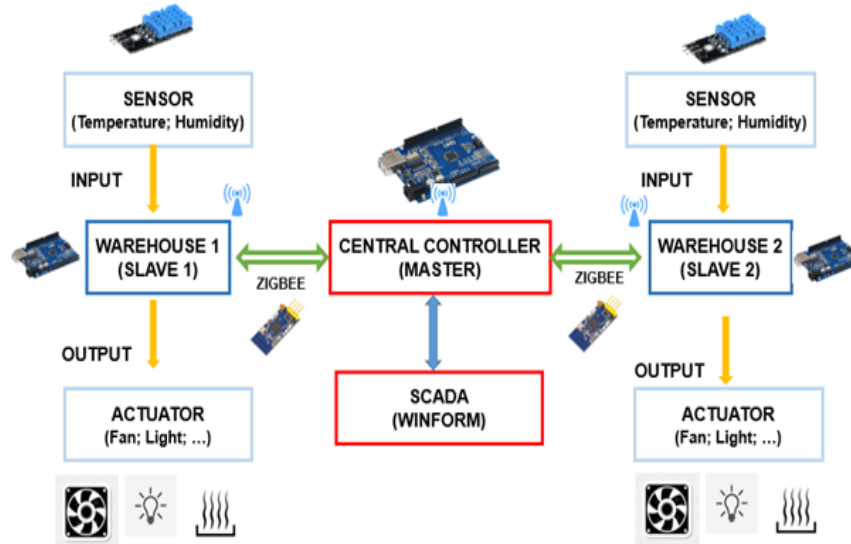 SENSOR
(Temperature; Humidity)
INPUT
WAREHOUSE 1
(SLAVE 1)
ZIGBEE
OUTPUT
ACTUATOR
(Fan; Light; ...)
CENTRAL CONTROLLER
(MASTER)
SCADA
(WINFORM)
SENSOR
(Temperature; Humidity)
INPUT
WAREHOUSE 2
(SLAVE 2)
ZIGBEE
OUTPUT
ACTUATOR
(Fan; Light; ...)